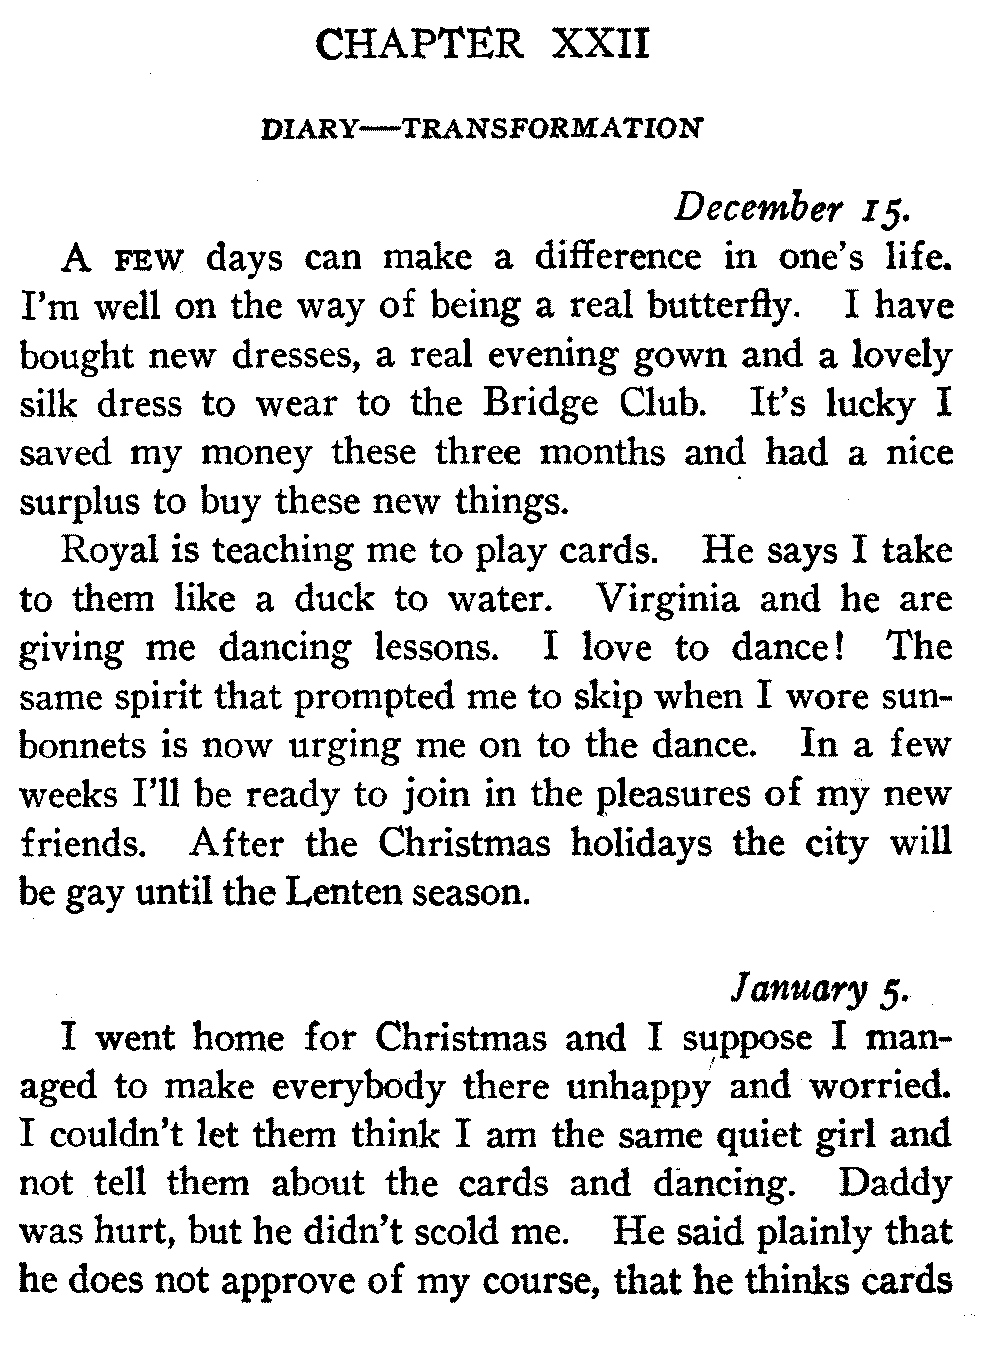 CHAPTER XXII
DIARY—TRANSFORMATION
December 15.
A FEW days can make a difference in one's life.
I'm well on the way of being a real butterfly. I have
bought new dresses, a real evening gown and a lovely
silk dress to wear to the Bridge Club. It's lucky I
saved my money these three months and had a nice
surplus to buy these new things.
Royal is teaching me to play cards. He says I take
to them like a duck to water. Virginia and he are
giving me dancing lessons. I love to dance! The
same spirit that prompted me to skip when I wore sun-
bonnets is now urging me on to the dance. In a few
weeks I'll be ready to join in the pleasures of my new
friends. After the Christmas holidays the city will
be gay until the Lenten season.
January 5.
I went home for Christmas and I suppose I man-
aged to make everybody there unhappy and worried.
I couldn't let them think I am the same quiet girl and
not tell them about the cards and dancing. Daddy
was hurt, but he didn't scold me. He said plainly that
he does not approve of my course, that he thinks cards